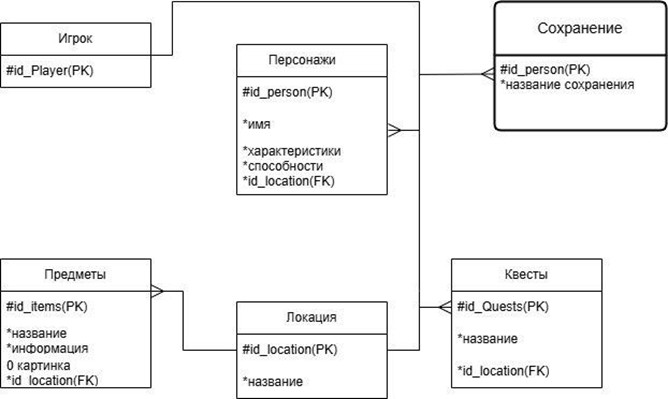 Игрок
#id_Player(PK)
Персонажи
#id_person(PK)
*имя
*характеристики
*способности
*id_location(FK)
Сохранение
#id_person(PK)
*название сохранения
Предметы
#id_items(PK)
*название
*информация
0 картинка
*id_location(FK)
Локация
#id_location(PK)
*название
Квесты
#id_Quests(PK)
*название
*id_location(FK)